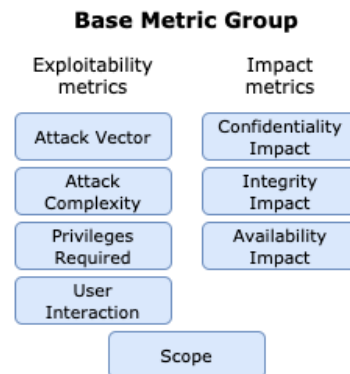 Base Metric Group
Exploitability
metrics
Attack Vector
Attack
Complexity
Privileges
Required
User
Interaction
Impact
metrics
Confidentiality
Impact
Integrity
Impact
Availability
Impact
Scope